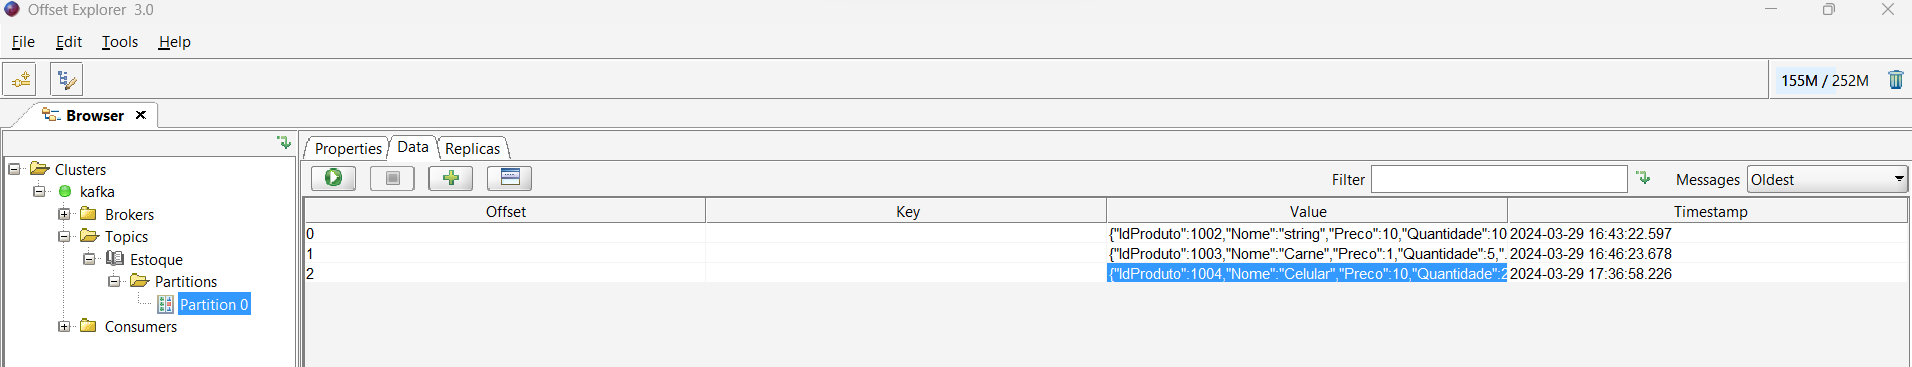 Offset Explorer 3.0
File Edit Tools Help
155M / 252M
Browser
Properties Data Replicas
Filter Messages Oldest
Clusters
kafka
Brokers
Topics
Estoque
Partitions
Partition 0
Consumers
Offset Key Value Timestamp
0 {"IdProduto":1002,"Nome":"string","Preco":10,"Quantidade":10 2024-03-29 16:43:22.597
1 {"IdProduto":1003,"Nome":"Carne","Preco":1,"Quantidade":5,". 2024-03-29 16:46:23.678
2 {"IdProduto":1004,"Nome":"Celular","Preco":10,"Quantidade":2 2024-03-29 17:36:58.226